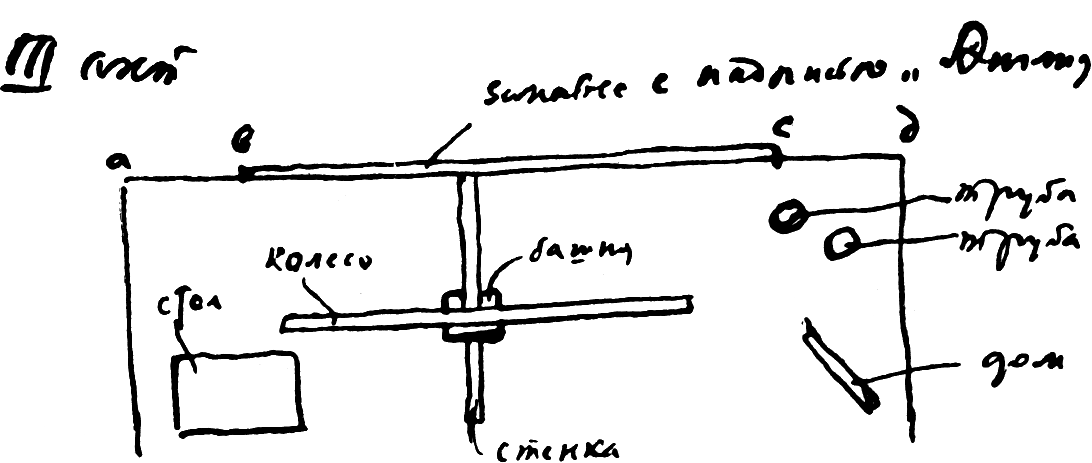 III акт
занавес с надписью „
a в c д
труба
труба
колесо башня
стол
дом
стенка